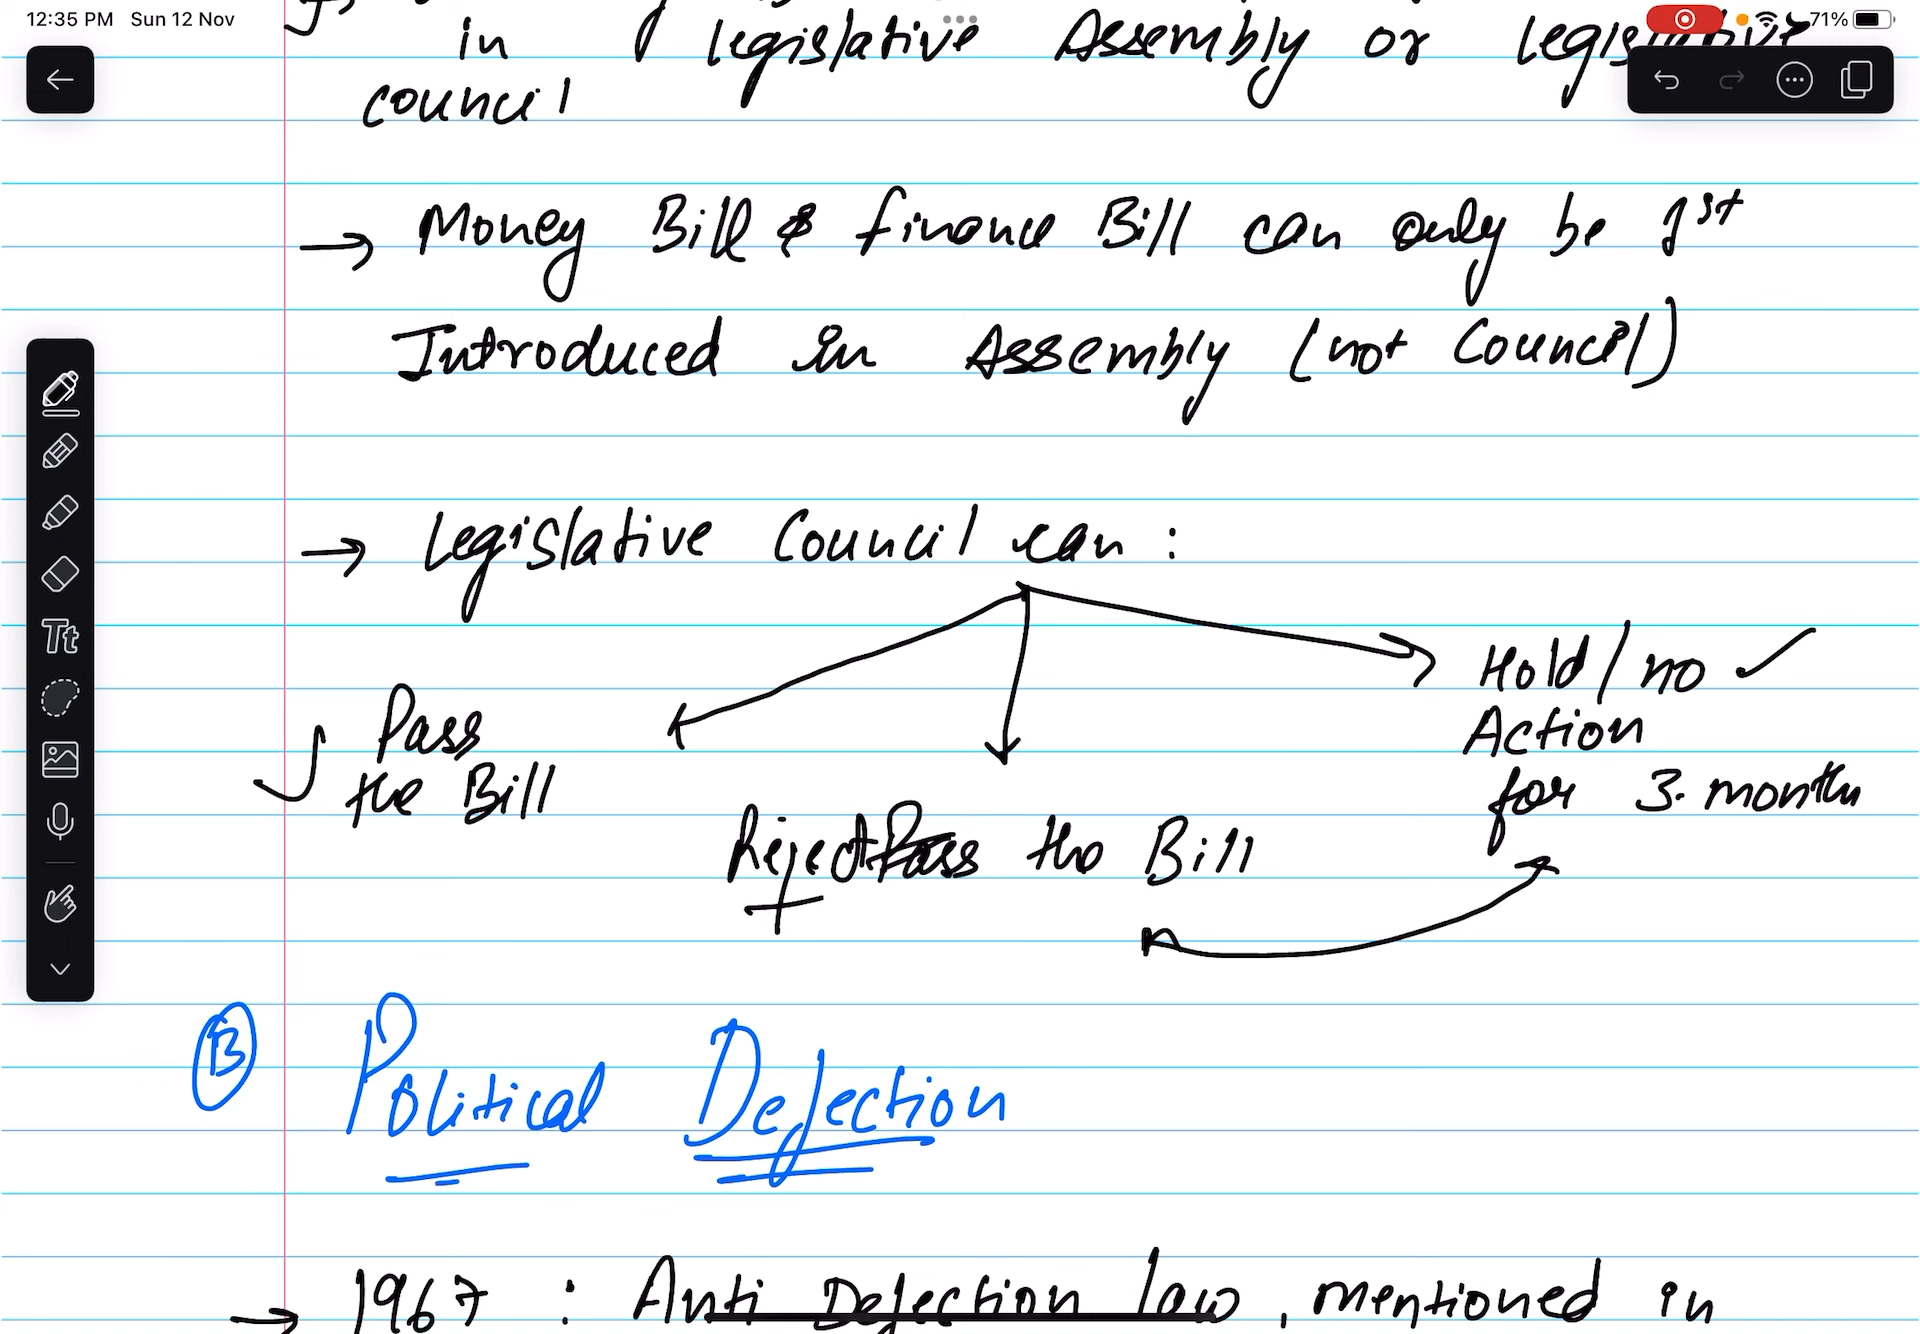 12:35 PM Sun 12 Nov
71%
in legislative Assembly or legislative
council
→ Money Bill & finance Bill can only be 1st
Introduced in Assembly (not Council)
→ Legislative Council can :
Hold / no ✓
Action
for 3 months
Pass
the Bill
Reject Pass the Bill
Tt
B Political Defection
→ 1967 : Anti Defection law, mentioned in